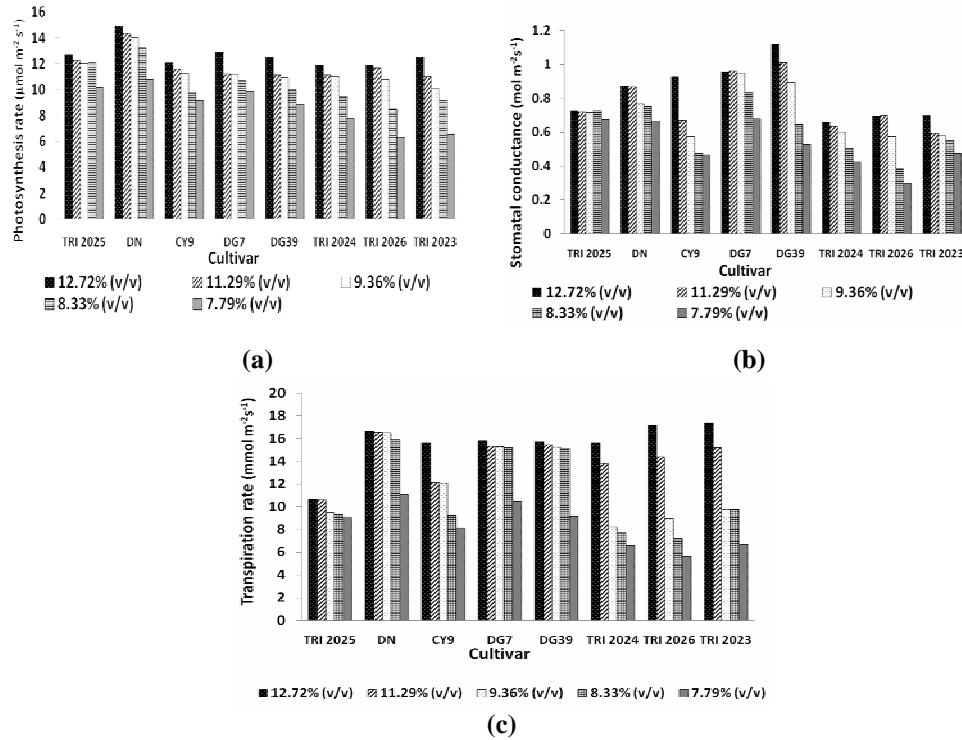 Photosynthesis rate (µmol m⁻² s⁻¹)
16
14
12
10
8
6
4
2
0
TRI 2025 DN CY9 DG7 DG39 TRI 2024 TRI 2026 TRI 2023
Cultivar
12.72% (v/v) 11.29% (v/v) 9.36% (v/v)
8.33% (v/v) 7.79% (v/v)
(a)
Stomatal conductance (mol m⁻²s⁻¹)
1.2
1
0.8
0.6
0.4
0.2
0
TRI 2025 DN CY9 DG7 DG39 TRI 2024 TRI 2026 TRI 2023
Cultivar
12.72% (v/v) 11.29% (v/v) 9.36% (v/v)
8.33% (v/v) 7.79% (v/v)
(b)
Transpiration rate (mmol m⁻²s⁻¹)
20
18
16
14
12
10
8
6
4
2
0
TRI 2025 DN CY9 DG7 DG39 TRI 2024 TRI 2026 TRI 2023
Cultivar
12.72% (v/v) 11.29% (v/v) 9.36% (v/v) 8.33% (v/v) 7.79% (v/v)
(c)